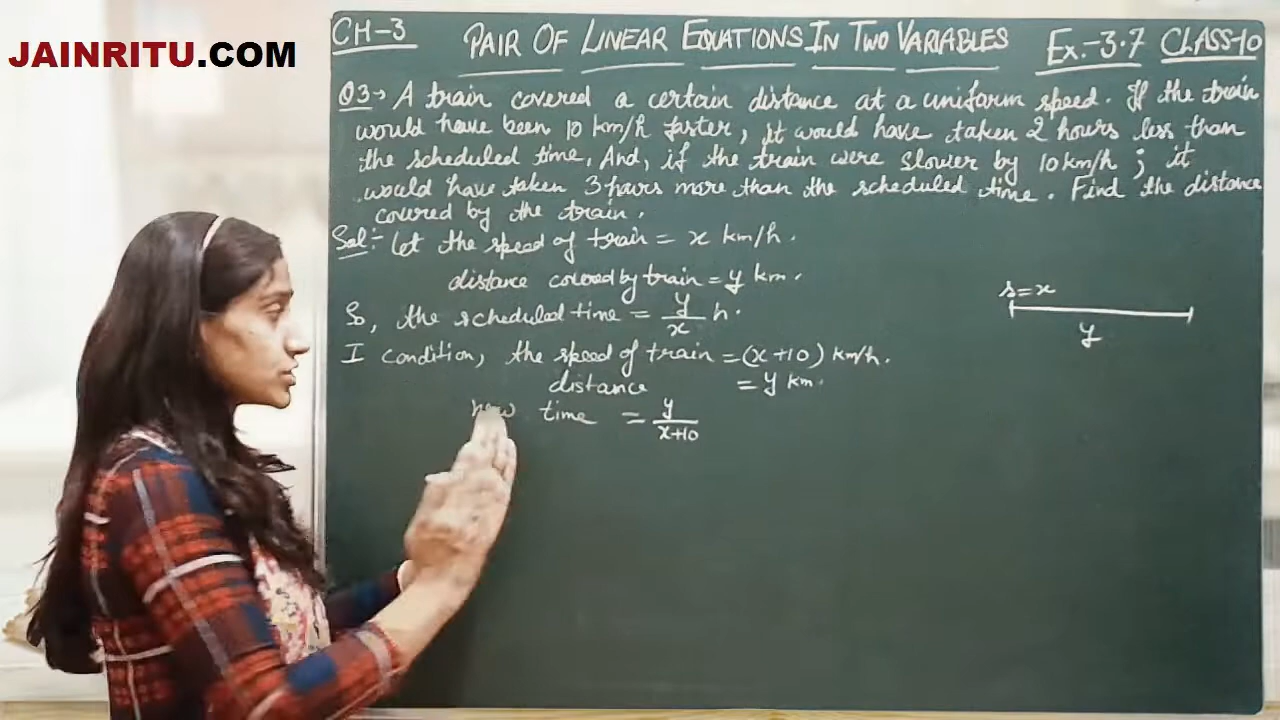 JAINRITU.COM
CH-3 PAIR OF LINEAR EQUATIONS IN TWO VARIABLES Ex.-3.7 CLASS-10
Q3→ A train covered a certain distance at a uniform speed. If the train
would have been 10 km/h faster, it would have taken 2 hours less than
the scheduled time, And, if the train were slower by 10 km/h ; it
would have taken 3 hours more than the scheduled time. Find the distance
covered by the train.
Sol:- Let the speed of train = x km/h.
distance covered by train = y km.
So, the scheduled time = y/x h.
s=x
y
I condition, the speed of train = (x+10) km/h.
distance = y km.
new time = y/x+10